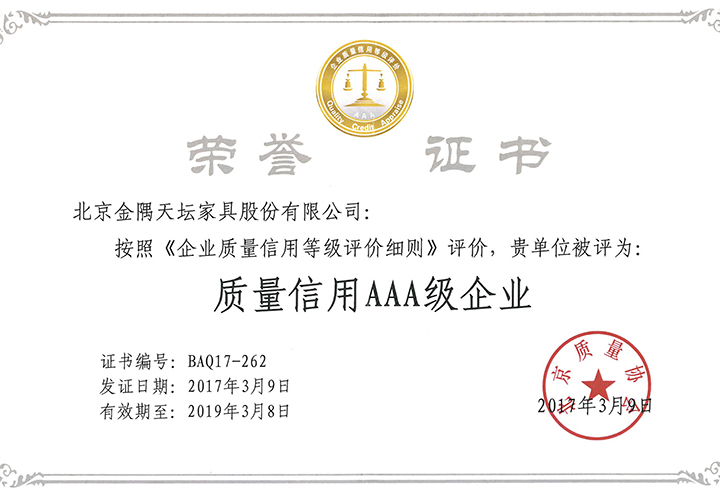 企业质量信用等级评价
AAA
Quality Credit Appraise
荣誉 证书
北京金隅天坛家具股份有限公司：
按照《企业质量信用等级评价细则》评价，贵单位被评为：
质量信用AAA级企业
证书编号：BAQ17-262
发证日期：2017年3月9日
有效期至：2019年3月8日
北京质量协会
2017年3月9日